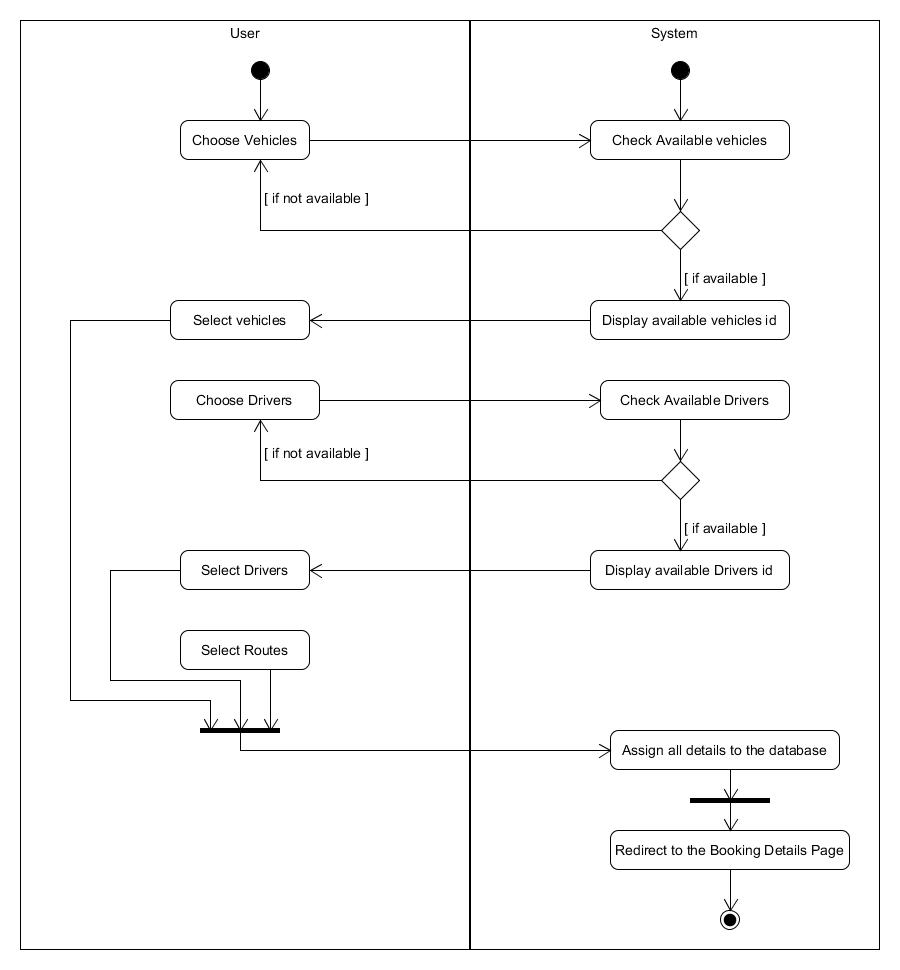 User
System
Choose Vehicles
Check Available vehicles
[ if not available ]
[ if available ]
Select vehicles
Display available vehicles id
Choose Drivers
Check Available Drivers
[ if not available ]
[ if available ]
Select Drivers
Display available Drivers id
Select Routes
Assign all details to the database
Redirect to the Booking Details Page